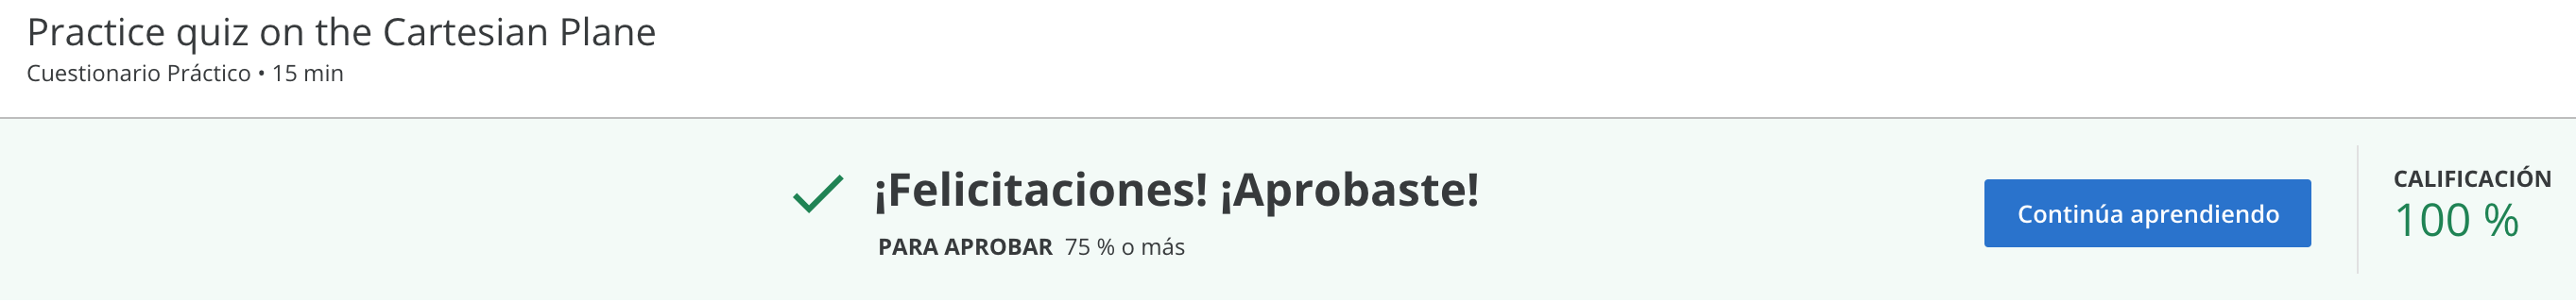 Practice quiz on the Cartesian Plane
Cuestionario Práctico • 15 min
¡Felicitaciones! ¡Aprobaste!
PARA APROBAR 75 % o más
Continúa aprendiendo
CALIFICACIÓN
100 %